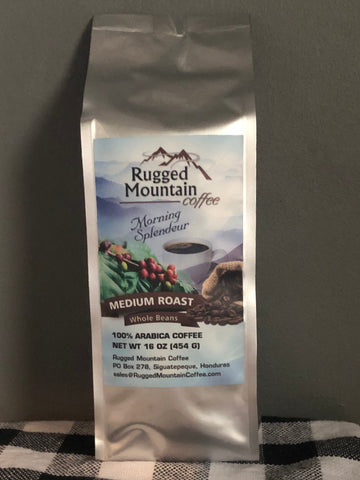 Rugged
Mountain
coffee
Morning
Splendeur
MEDIUM ROAST
Whole Beans
100% ARABICA COFFEE
NET WT 16 OZ (454 G)
Rugged Mountain Coffee
PO Box 278, Siguatepeque, Honduras
sales@RuggedMountainCoffee.com